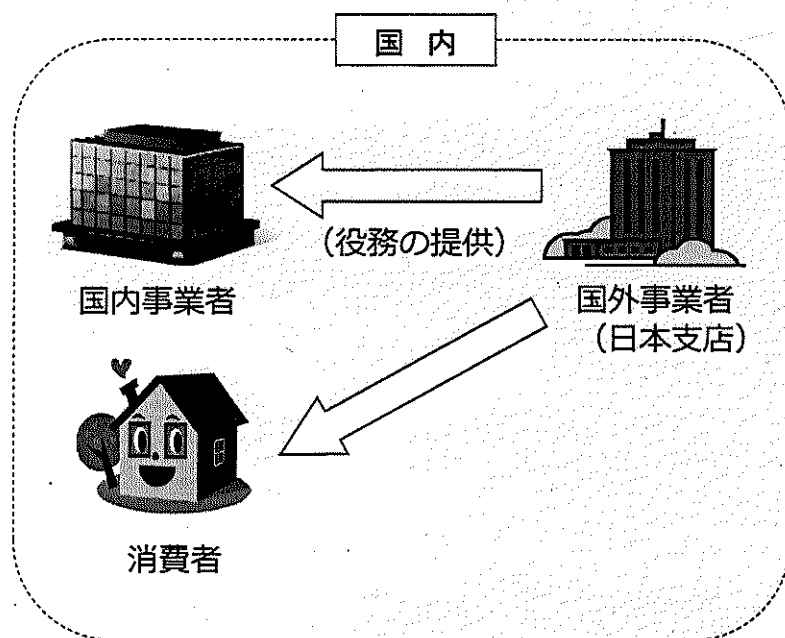 国内
(役務の提供)
国内事業者
国外事業者
(日本支店)
消費者